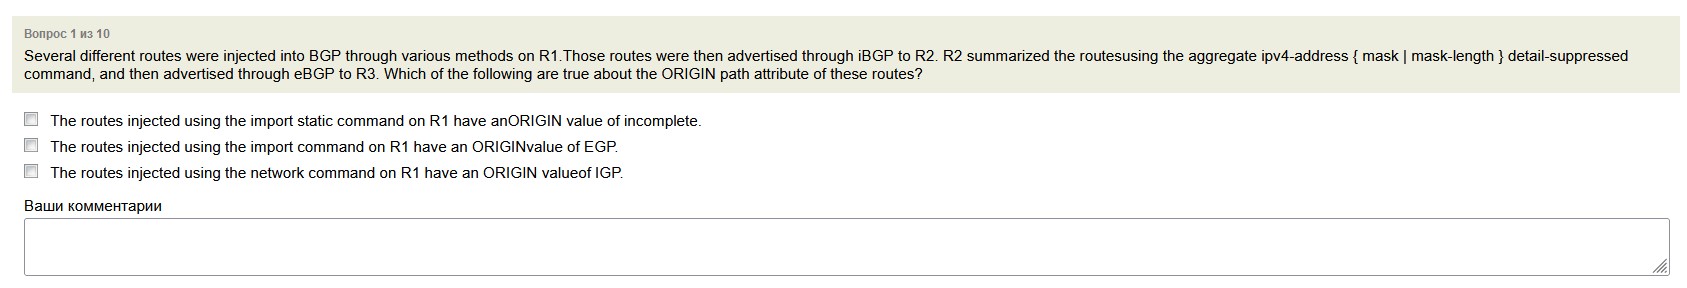 Вопрос 1 из 10
Several different routes were injected into BGP through various methods on R1.Those routes were then advertised through iBGP to R2. R2 summarized the routesusing the aggregate ipv4-address { mask | mask-length } detail-suppressed
command, and then advertised through eBGP to R3. Which of the following are true about the ORIGIN path attribute of these routes?
The routes injected using the import static command on R1 have anORIGIN value of incomplete.
The routes injected using the import command on R1 have an ORIGINvalue of EGP.
The routes injected using the network command on R1 have an ORIGIN valueof IGP.
Ваши комментарии